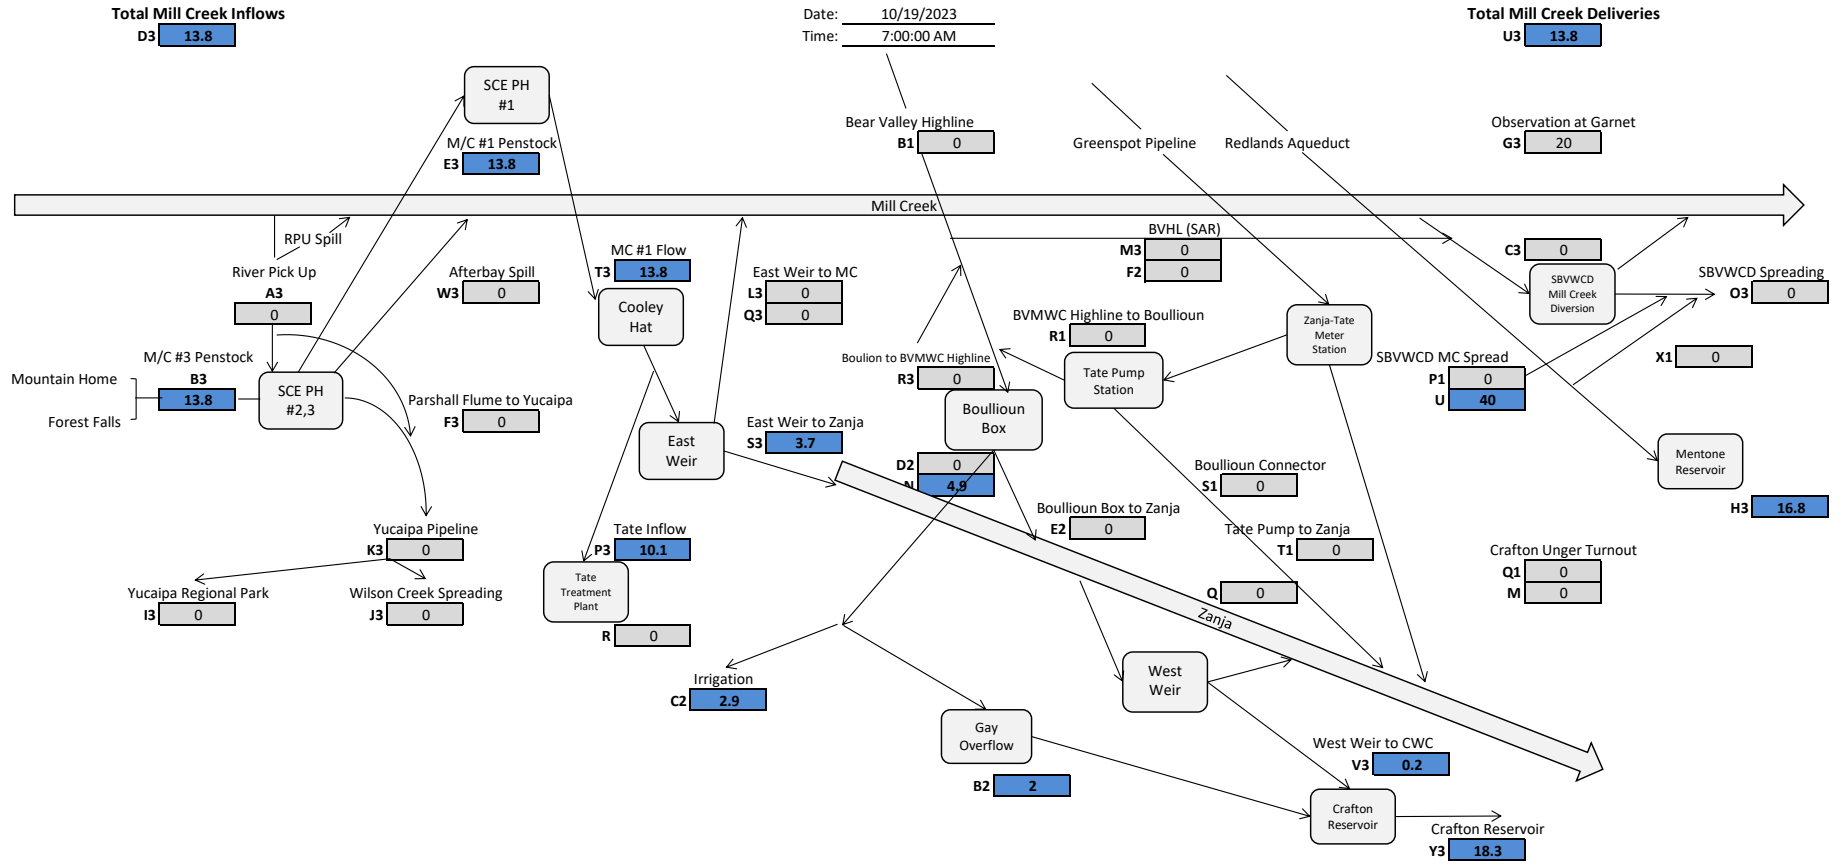 Total Mill Creek Inflows
D3 13.8
Date: 10/19/2023
Time: 7:00:00 AM
Total Mill Creek Deliveries
U3 13.8
SCE PH
#1
M/C #1 Penstock
E3 13.8
Bear Valley Highline
B1 0
Greenspot Pipeline
Redlands Aqueduct
Observation at Garnet
G3 20
Mill Creek
RPU Spill
River Pick Up
A3
0
Afterbay Spill
W3 0
MC #1 Flow
T3 13.8
Cooley
Hat
East Weir to MC
L3 0
Q3 0
BVHL (SAR)
M3 0
F2 0
C3 0
SBVWCD
Mill Creek
Diversion
SBVWCD Spreading
O3 0
BVMWC Highline to Boullioun
R1 0
Zanja-Tate
Meter
Station
Boulion to BVMWC Highline
R3 0
Tate Pump
Station
SBVWCD MC Spread
P1 0
U 40
X1 0
M/C #3 Penstock
B3
13.8
Mountain Home
Forest Falls
SCE PH
#2,3
Parshall Flume to Yucaipa
F3 0
East
Weir
East Weir to Zanja
S3 3.7
Boullioun
Box
D2 0
N 4.9
Mentone
Reservoir
H3 16.8
Boullioun Connector
S1 0
Boullioun Box to Zanja
E2 0
Tate Pump to Zanja
T1 0
Yucaipa Pipeline
K3 0
Tate Inflow
P3 10.1
Tate
Treatment
Plant
R 0
Crafton Unger Turnout
Q1 0
M 0
Yucaipa Regional Park
I3 0
Wilson Creek Spreading
J3 0
Q 0
Zanja
Irrigation
C2 2.9
West
Weir
Gay
Overflow
B2 2
West Weir to CWC
V3 0.2
Crafton
Reservoir
Crafton Reservoir
Y3 18.3